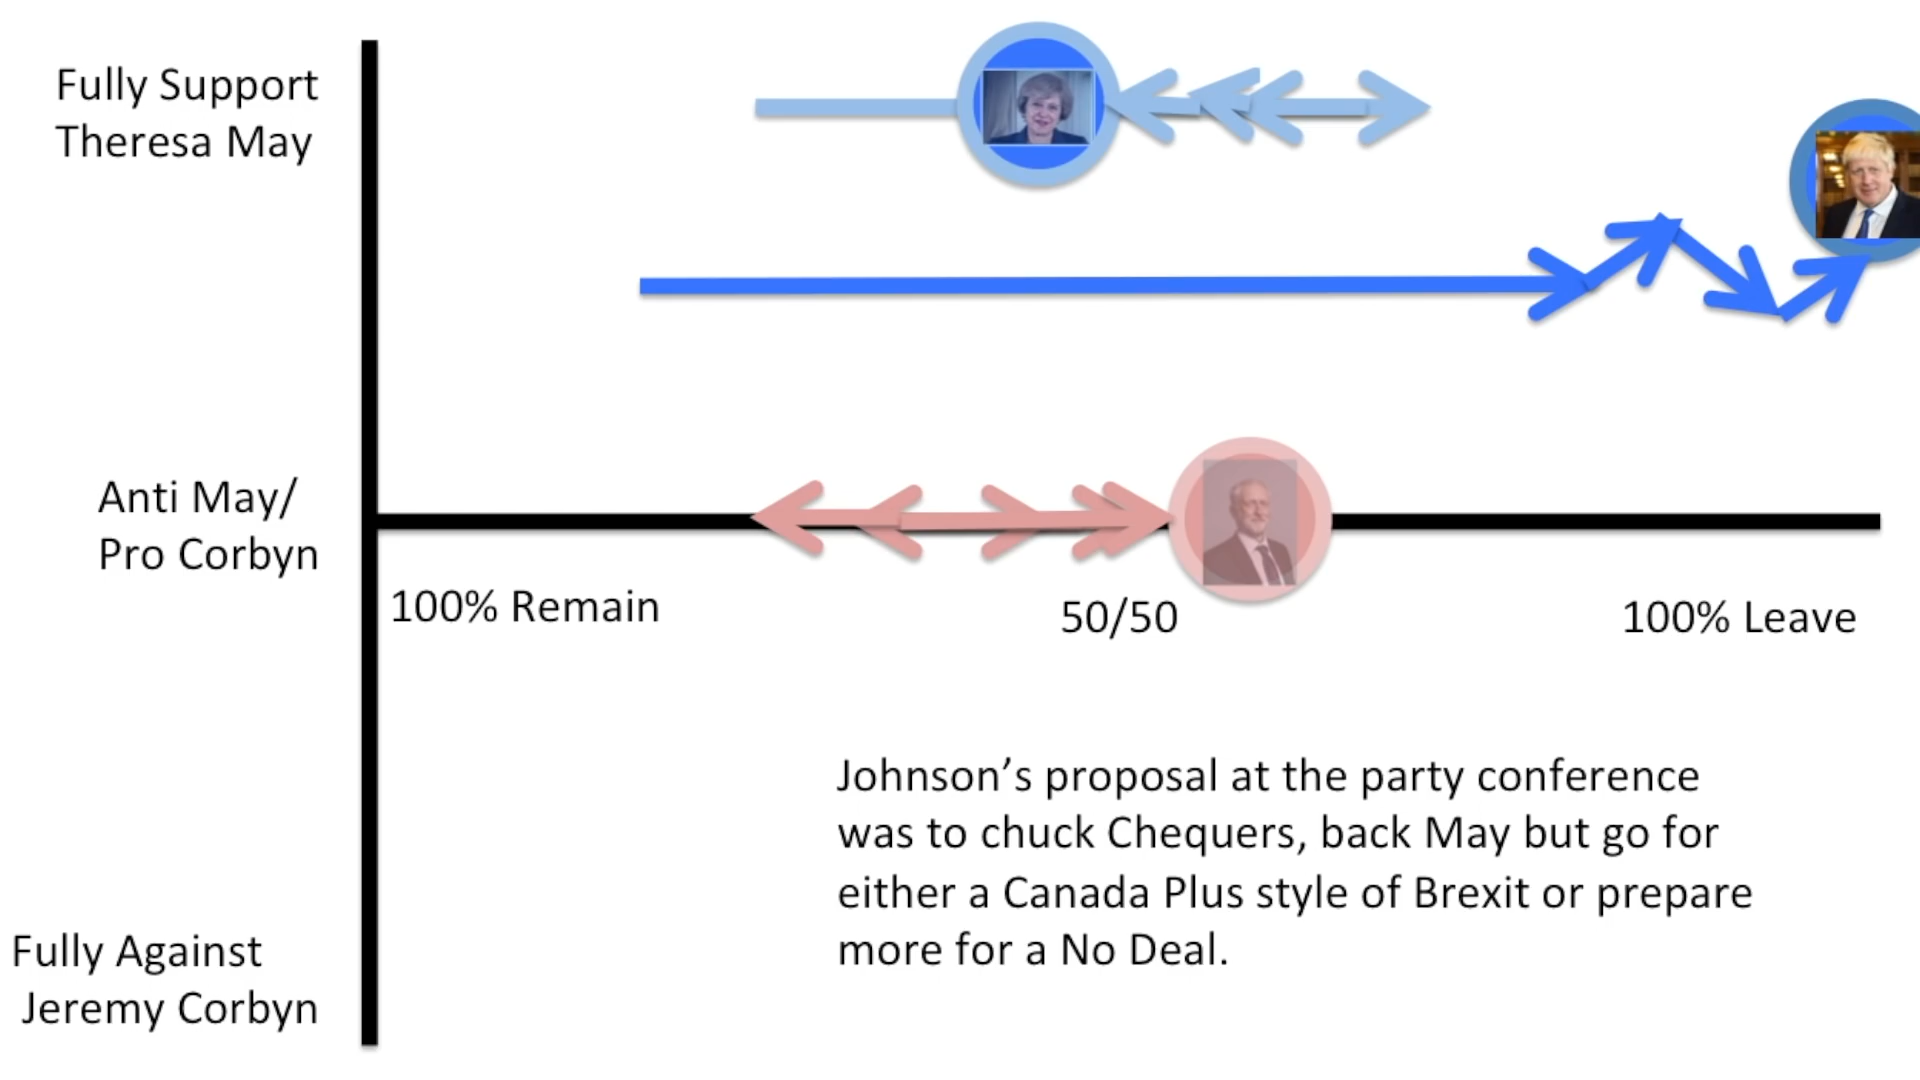 Fully Support
Theresa May
Anti May/
Pro Corbyn
100% Remain
50/50
100% Leave
Johnson’s proposal at the party conference
was to chuck Chequers, back May but go for
either a Canada Plus style of Brexit or prepare
more for a No Deal.
Fully Against
Jeremy Corbyn